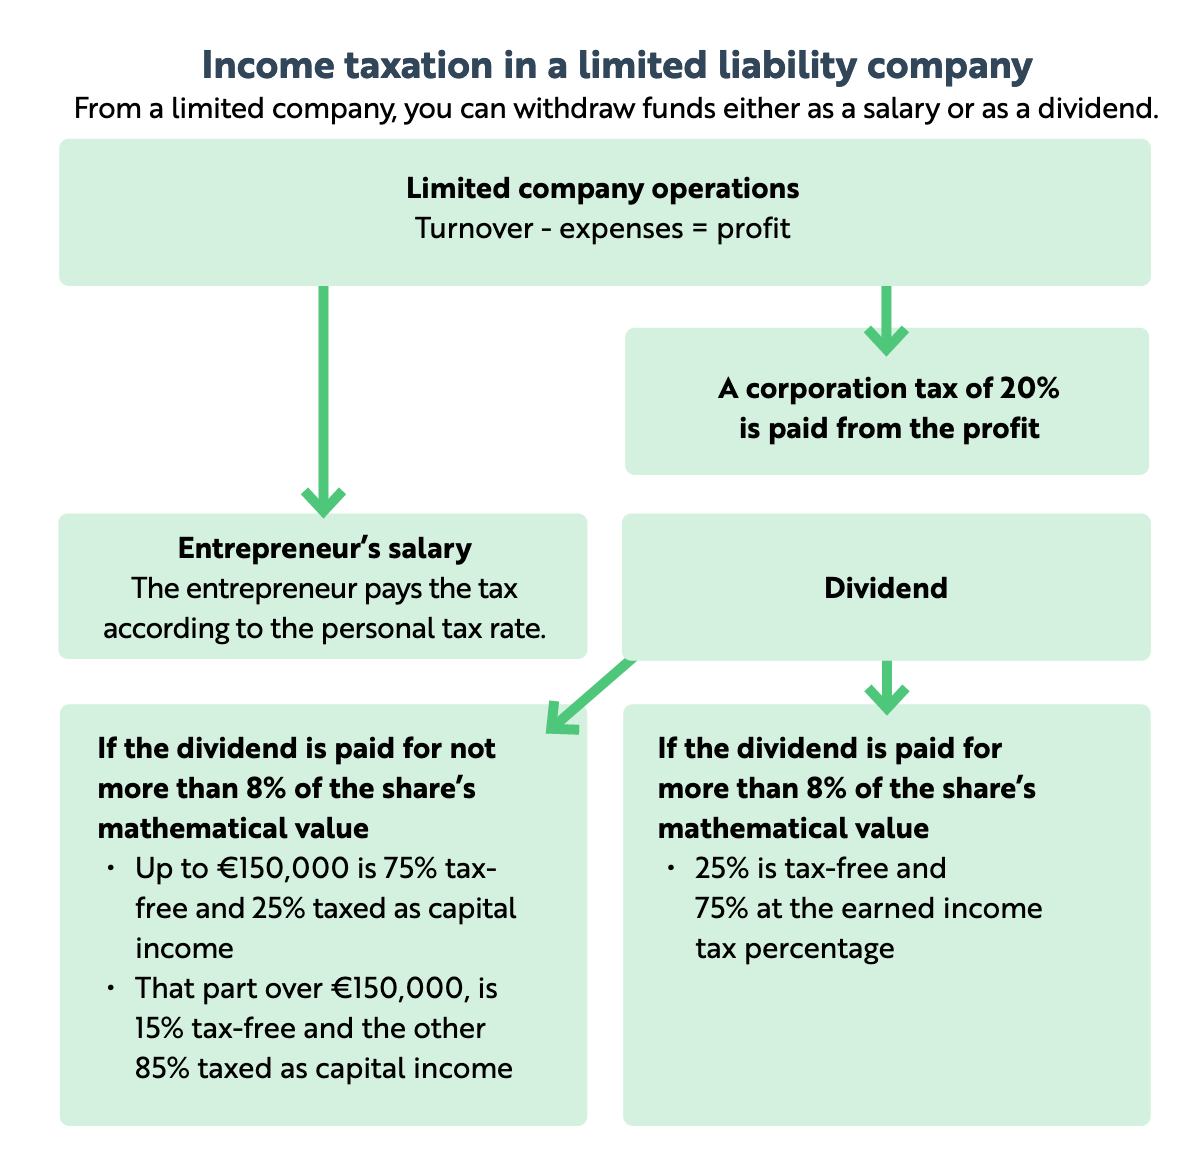 Income taxation in a limited liability company
From a limited company, you can withdraw funds either as a salary or as a dividend.
Limited company operations
Turnover - expenses = profit
A corporation tax of 20%
is paid from the profit
Entrepreneur’s salary
The entrepreneur pays the tax
according to the personal tax rate.
Dividend
If the dividend is paid for not
more than 8% of the share’s
mathematical value
• Up to €150,000 is 75% tax-
free and 25% taxed as capital
income
• That part over €150,000, is
15% tax-free and the other
85% taxed as capital income
If the dividend is paid for
more than 8% of the share’s
mathematical value
• 25% is tax-free and
75% at the earned income
tax percentage